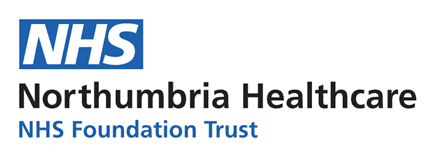 NHS
Northumbria Healthcare
NHS Foundation Trust